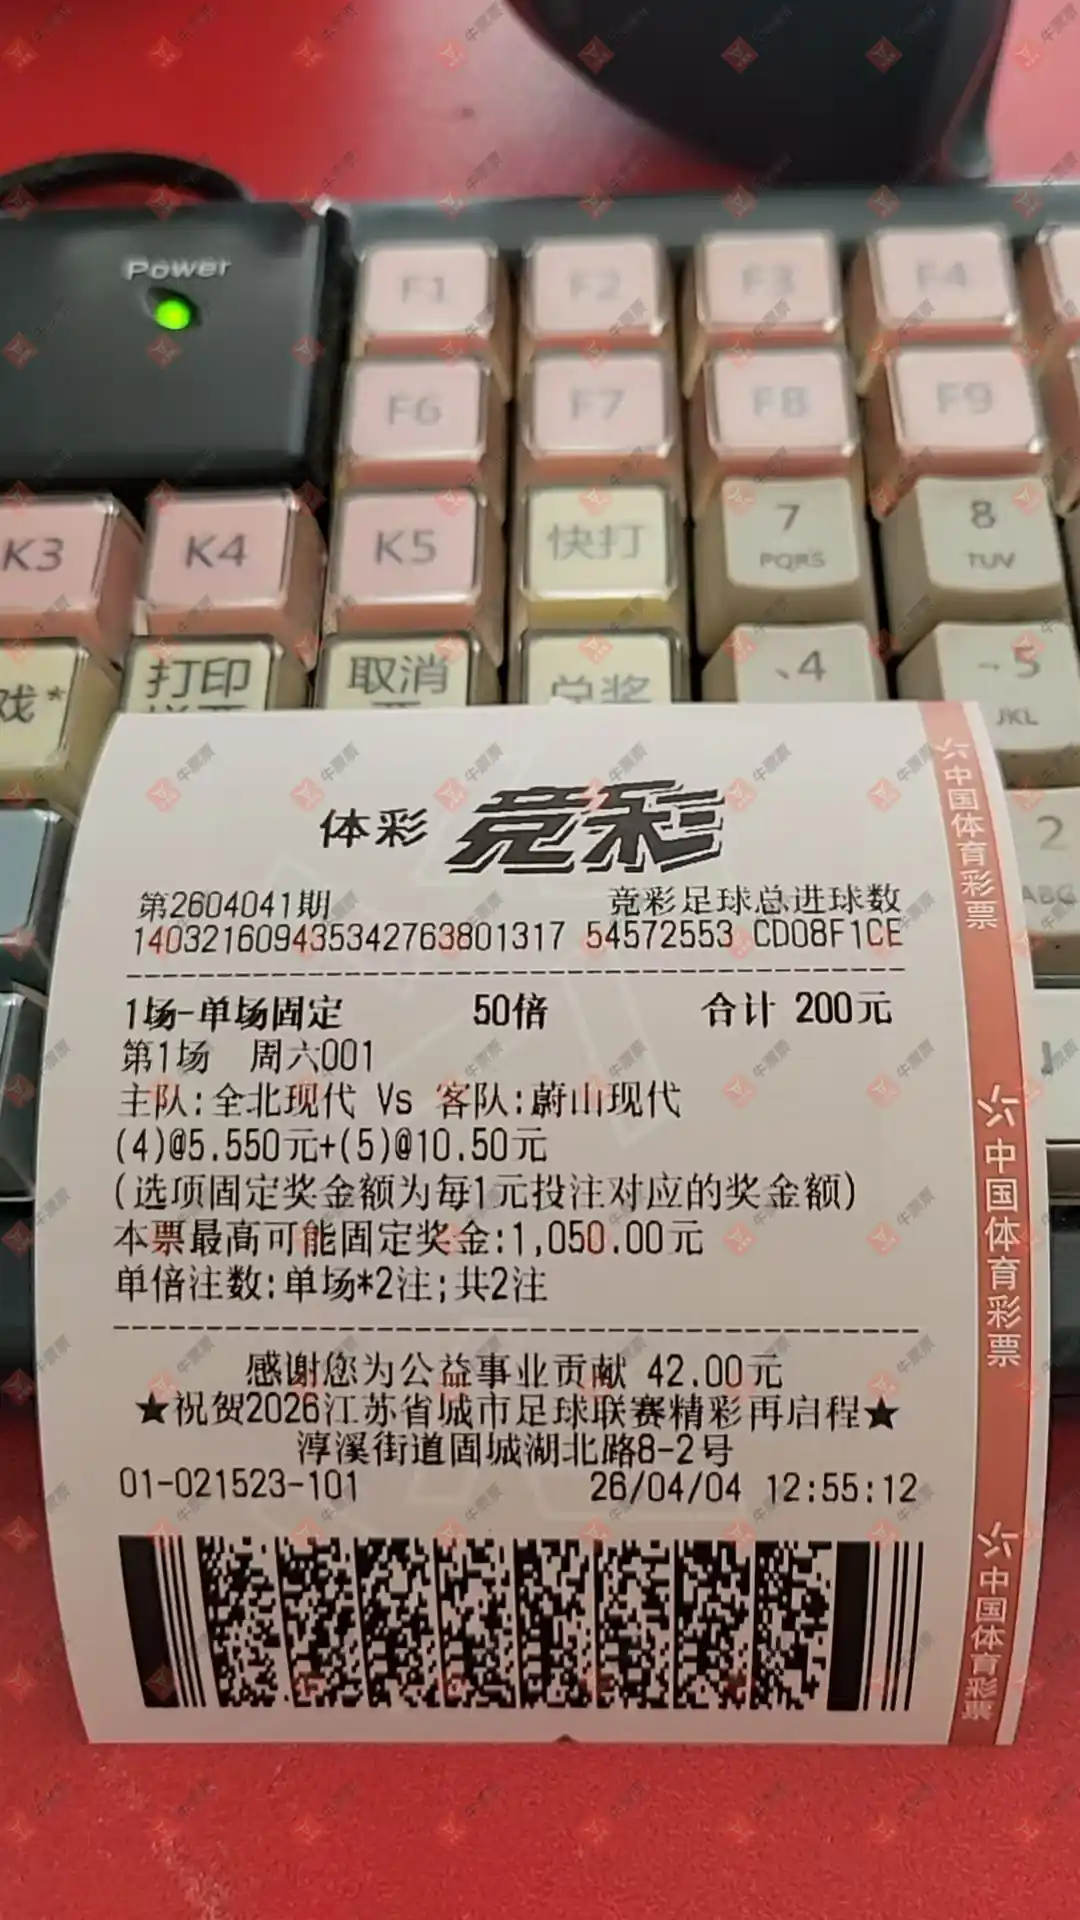 Power
F1 F2 F3 F4
F6 F7 F8 F9
K3 K4 K5 快打 7 PQRS 8 TUV
戏* 打印 取消 总奖 、4 5 JKL
2 ABC
中国体育彩票
体彩 竞彩
第2604041期 竞彩足球总进球数
140321609435342763801317 54572553 CD08F1CE
1场-单场固定 50倍 合计 200元
第1场 周六001
主队:全北现代 Vs 客队:蔚山现代
(4)@5.550元+(5)@10.50元
(选项固定奖金额为每1元投注对应的奖金额)
本票最高可能固定奖金:1,050.00元
单倍注数:单场*2注;共2注
中国体育彩票
感谢您为公益事业贡献 42.00元
★祝贺2026江苏省城市足球联赛精彩再启程★
淳溪街道固城湖北路8-2号
01-021523-101 26/04/04 12:55:12
中国体育彩票
牛票票